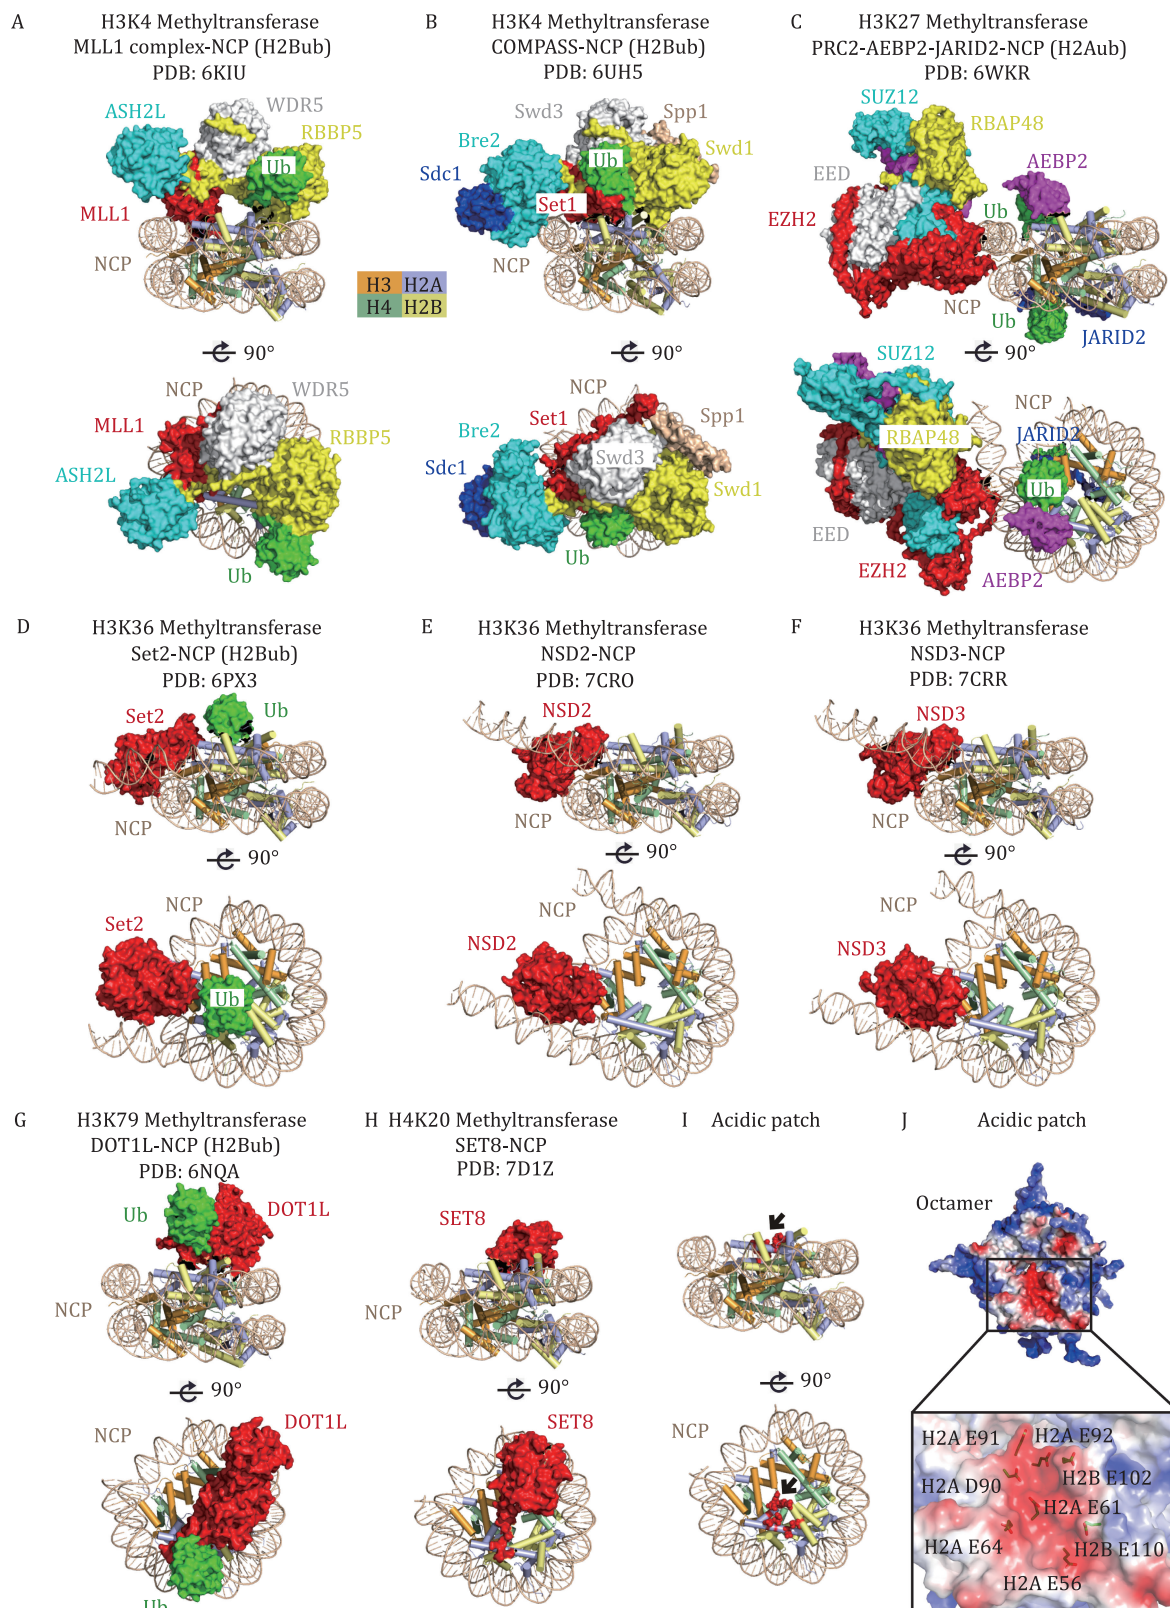 A
H3K4 Methyltransferase
MLL1 complex-NCP (H2Bub)
PDB: 6KIU
ASH2L
WDR5
RBBP5
Ub
MLL1
NCP
90°
NCP
WDR5
MLL1
RBBP5
ASH2L
Ub
H3 H2A
H4 H2B
B
H3K4 Methyltransferase
COMPASS-NCP (H2Bub)
PDB: 6UH5
Swd3
Spp1
Bre2
Ub
Swd1
Sdc1
Set1
NCP
90°
NCP
Set1
Spp1
Bre2
Swd3
Sdc1
Swd1
Ub
C
H3K27 Methyltransferase
PRC2-AEBP2-JARID2-NCP (H2Aub)
PDB: 6WKR
SUZ12
RBAP48
EED
AEBP2
Ub
EZH2
NCP
Ub
JARID2
90°
SUZ12
NCP
JARID2
RBAP48
Ub
EED
EZH2
AEBP2
D
H3K36 Methyltransferase
Set2-NCP (H2Bub)
PDB: 6PX3
Set2
Ub
NCP
90°
NCP
Set2
Ub
E
H3K36 Methyltransferase
NSD2-NCP
PDB: 7CRO
NSD2
NCP
90°
NCP
NSD2
F
H3K36 Methyltransferase
NSD3-NCP
PDB: 7CRR
NSD3
NCP
90°
NCP
NSD3
G
H3K79 Methyltransferase
DOT1L-NCP (H2Bub)
PDB: 6NQA
Ub
DOT1L
NCP
90°
DOT1L
NCP
Ub
H
H4K20 Methyltransferase
SET8-NCP
PDB: 7D1Z
SET8
NCP
90°
SET8
NCP
I
Acidic patch
90°
NCP
J
Acidic patch
Octamer
H2A E91
H2A E92
H2A D90
H2B E102
H2A E61
H2A E64
H2B E110
H2A E56